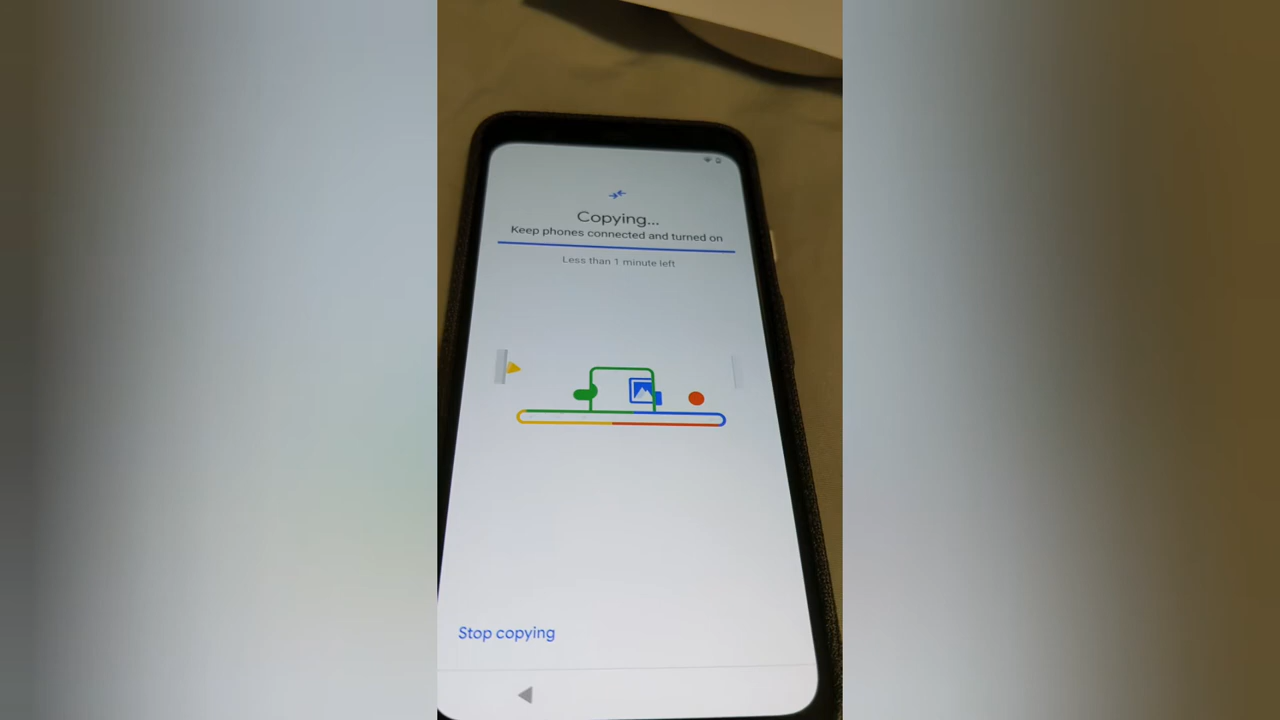 Copying...
Keep phones connected and turned on
Less than 1 minute left
Stop copying